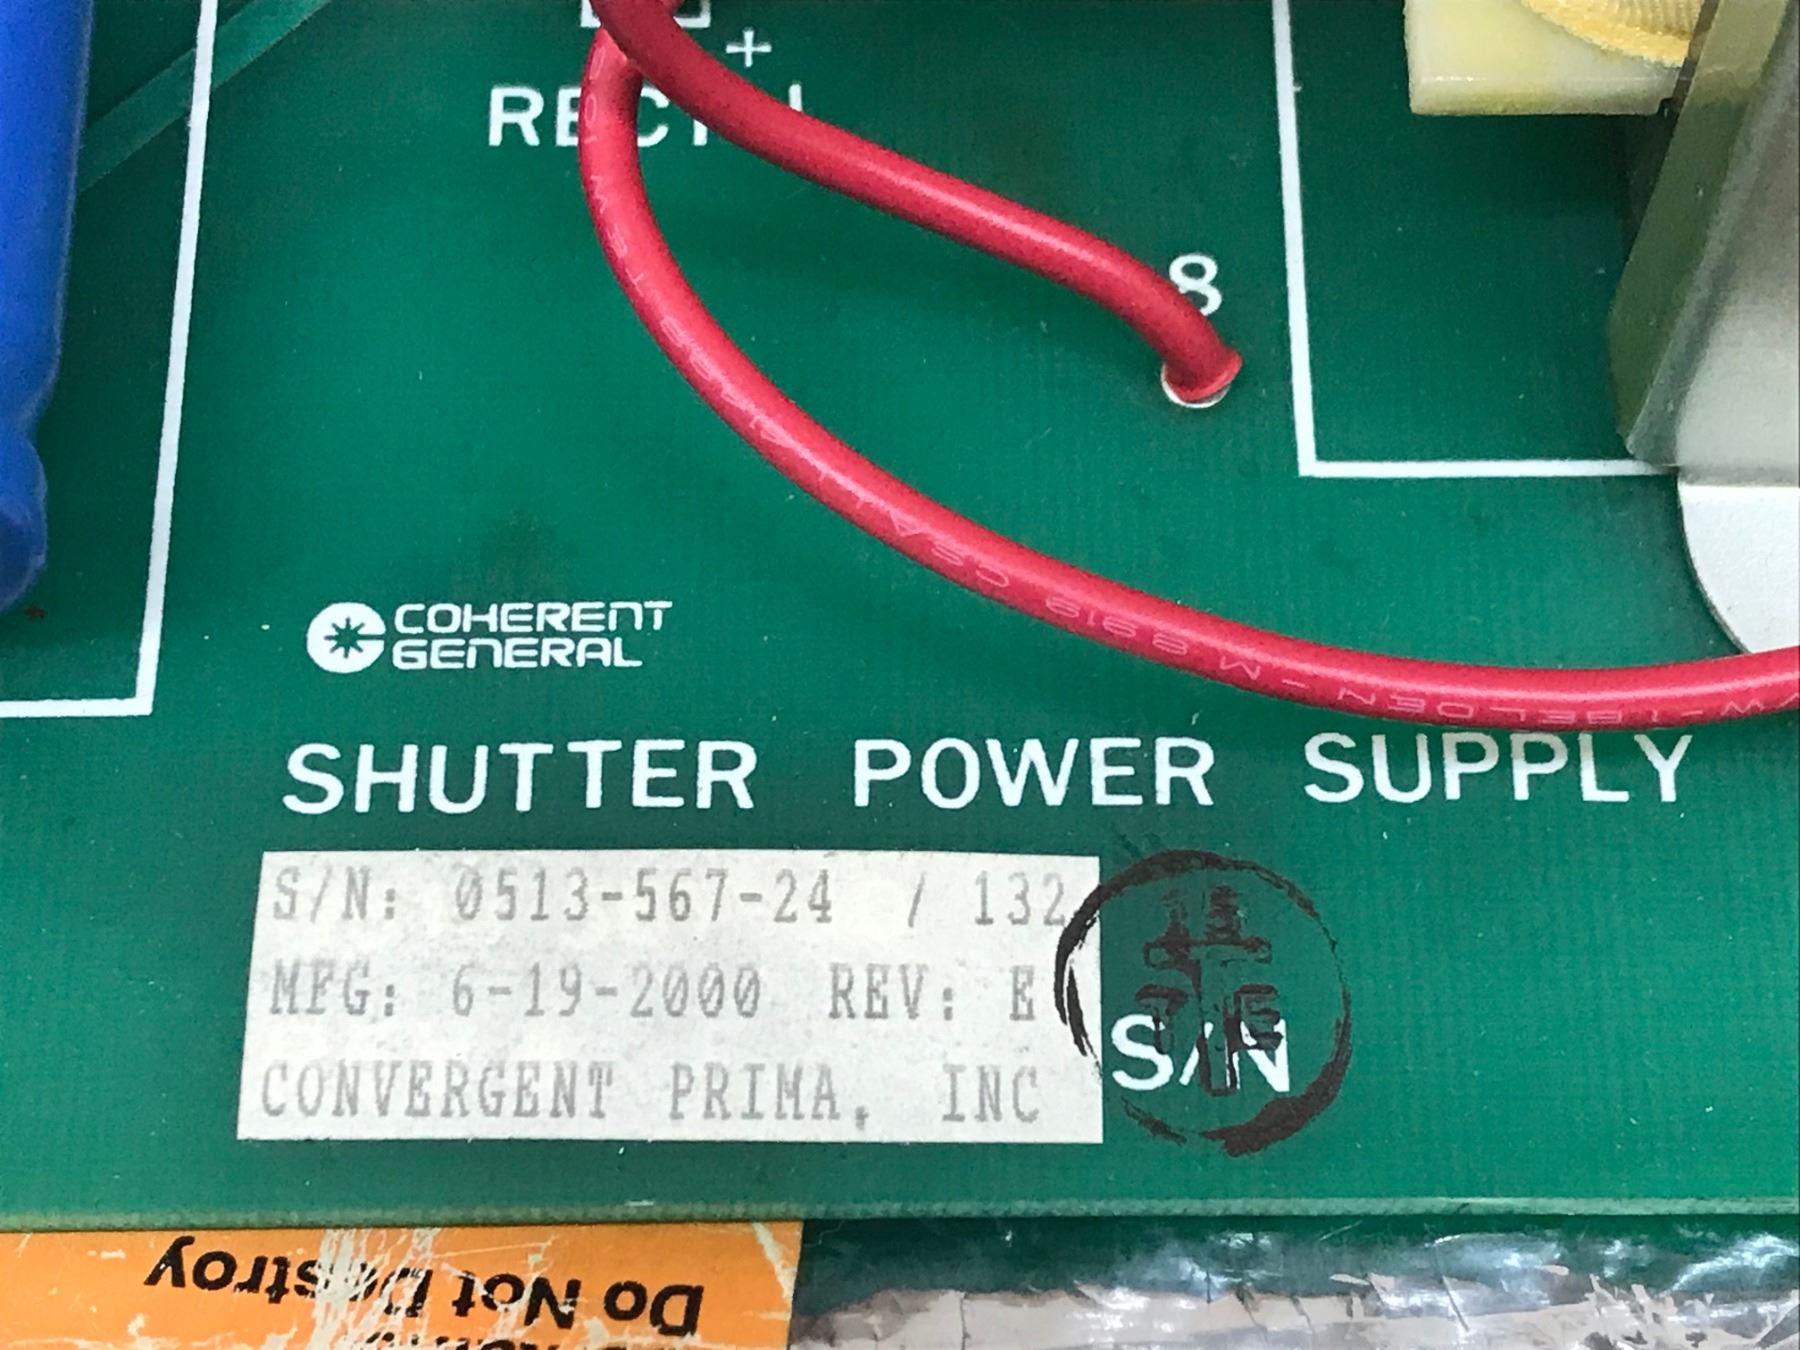 +
RECT1
8
COHERENT
GENERAL
SHUTTER POWER SUPPLY
S/N: 0513-567-24 / 132
MFG: 6-19-2000 REV: E
CONVERGENT PRIMA, INC
S/N
Do Not Destroy